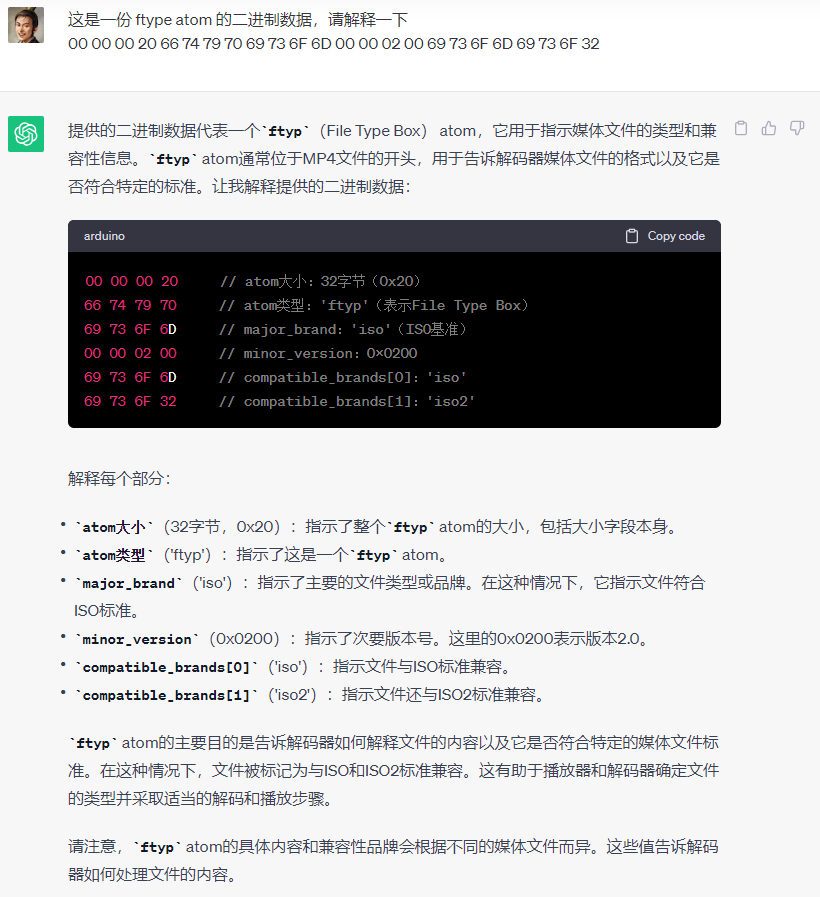 这是一份 ftype atom 的二进制数据，请解释一下
00 00 00 20 66 74 79 70 69 73 6F 6D 00 00 02 00 69 73 6F 6D 69 73 6F 32
提供的二进制数据代表一个`ftyp`（File Type Box） atom，它用于指示媒体文件的类型和兼
容性信息。`ftyp` atom通常位于MP4文件的开头，用于告诉解码器媒体文件的格式以及它是
否符合特定的标准。让我解释提供的二进制数据：
arduino Copy code
00 00 00 20 // atom大小：32字节（0x20）
66 74 79 70 // atom类型：'ftyp'（表示File Type Box）
69 73 6F 6D // major_brand：'iso'（ISO基准）
00 00 02 00 // minor_version：0x0200
69 73 6F 6D // compatible_brands[0]：'iso'
69 73 6F 32 // compatible_brands[1]：'iso2'
解释每个部分：
• `atom大小`（32字节，0x20）：指示了整个`ftyp` atom的大小，包括大小字段本身。
• `atom类型`（'ftyp'）：指示了这是一个`ftyp` atom。
• `major_brand`（'iso'）：指示了主要的文件类型或品牌。在这种情况下，它指示文件符合
ISO标准。
• `minor_version`（0x0200）：指示了次要版本号。这里的0x0200表示版本2.0。
• `compatible_brands[0]`（'iso'）：指示文件与ISO标准兼容。
• `compatible_brands[1]`（'iso2'）：指示文件还与ISO2标准兼容。
`ftyp` atom的主要目的是告诉解码器如何解释文件的内容以及它是否符合特定的媒体文件标
准。在这种情况下，文件被标记为与ISO和ISO2标准兼容。这有助于播放器和解码器确定文件
的类型并采取适当的解码和播放步骤。
请注意，`ftyp` atom的具体内容和兼容性品牌会根据不同的媒体文件而异。这些值告诉解码
器如何处理文件的内容。